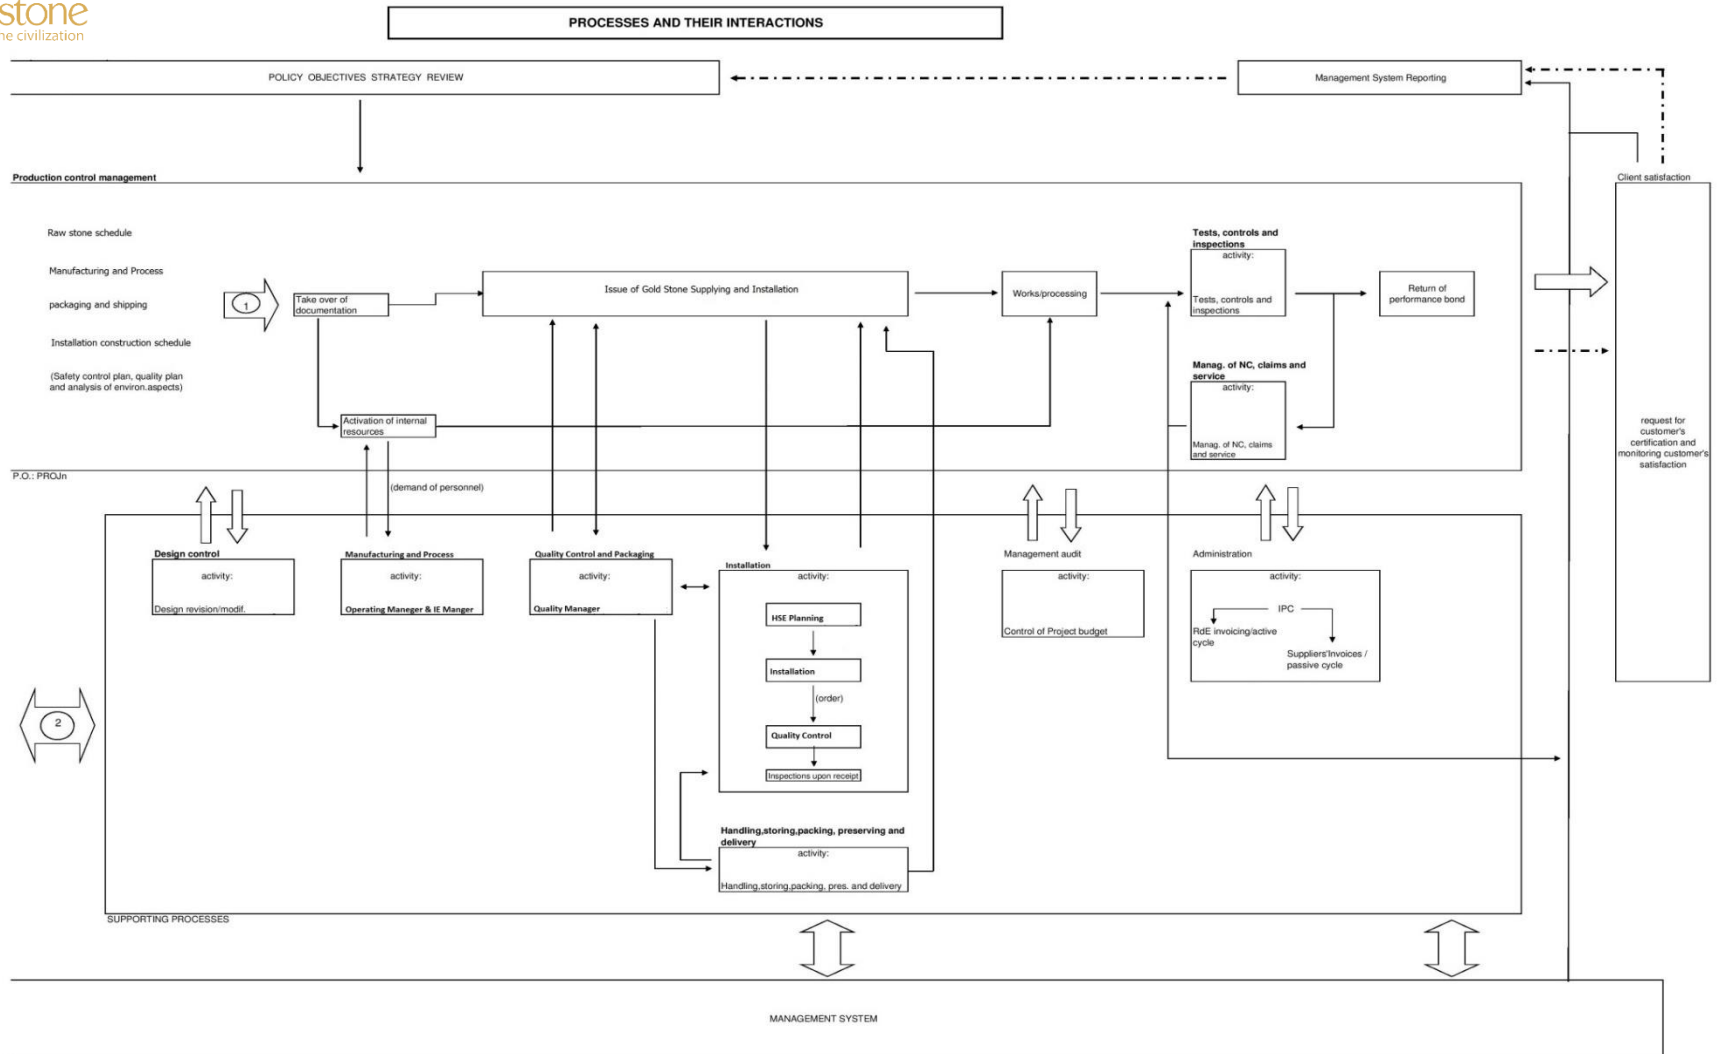 stone
ne civilization
PROCESSES AND THEIR INTERACTIONS
POLICY OBJECTIVES STRATEGY REVIEW
Management System Reporting
Production control management
Client satisfaction
Raw stone schedule
Manufacturing and Process
packaging and shipping
Installation construction schedule
(Safety control plan, quality plan
and analysis of environ.aspects)
1
Take over of
documentation
Issue of Gold Stone Supplying and Installation
Works/processing
Tests, controls and
inspections
activity:
Tests, controls and
inspections
Return of
performance bond
Manag. of NC, claims and
service
activity:
Manag. of NC, claims
and service
Activation of internal
resources
request for
customer's
certification and
monitoring customer's
satisfaction
P.O.: PROJn
(demand of personnel)
Design control
activity:
Design revision/modif.
Manufacturing and Process
activity:
Operating Maneger & IE Manger
Quality Control and Packaging
activity:
Quality Manager
Installation
activity:
HSE Planning
Installation
(order)
Quality Control
Inspections upon receipt
Management audit
activity:
Control of Project budget
Administration
activity:
IPC
RdE invoicing/active
cycle
Suppliers'Invoices /
passive cycle
2
Handling,storing,packing, preserving and
delivery
activity:
Handling,storing,packing, pres. and delivery
SUPPORTING PROCESSES
MANAGEMENT SYSTEM